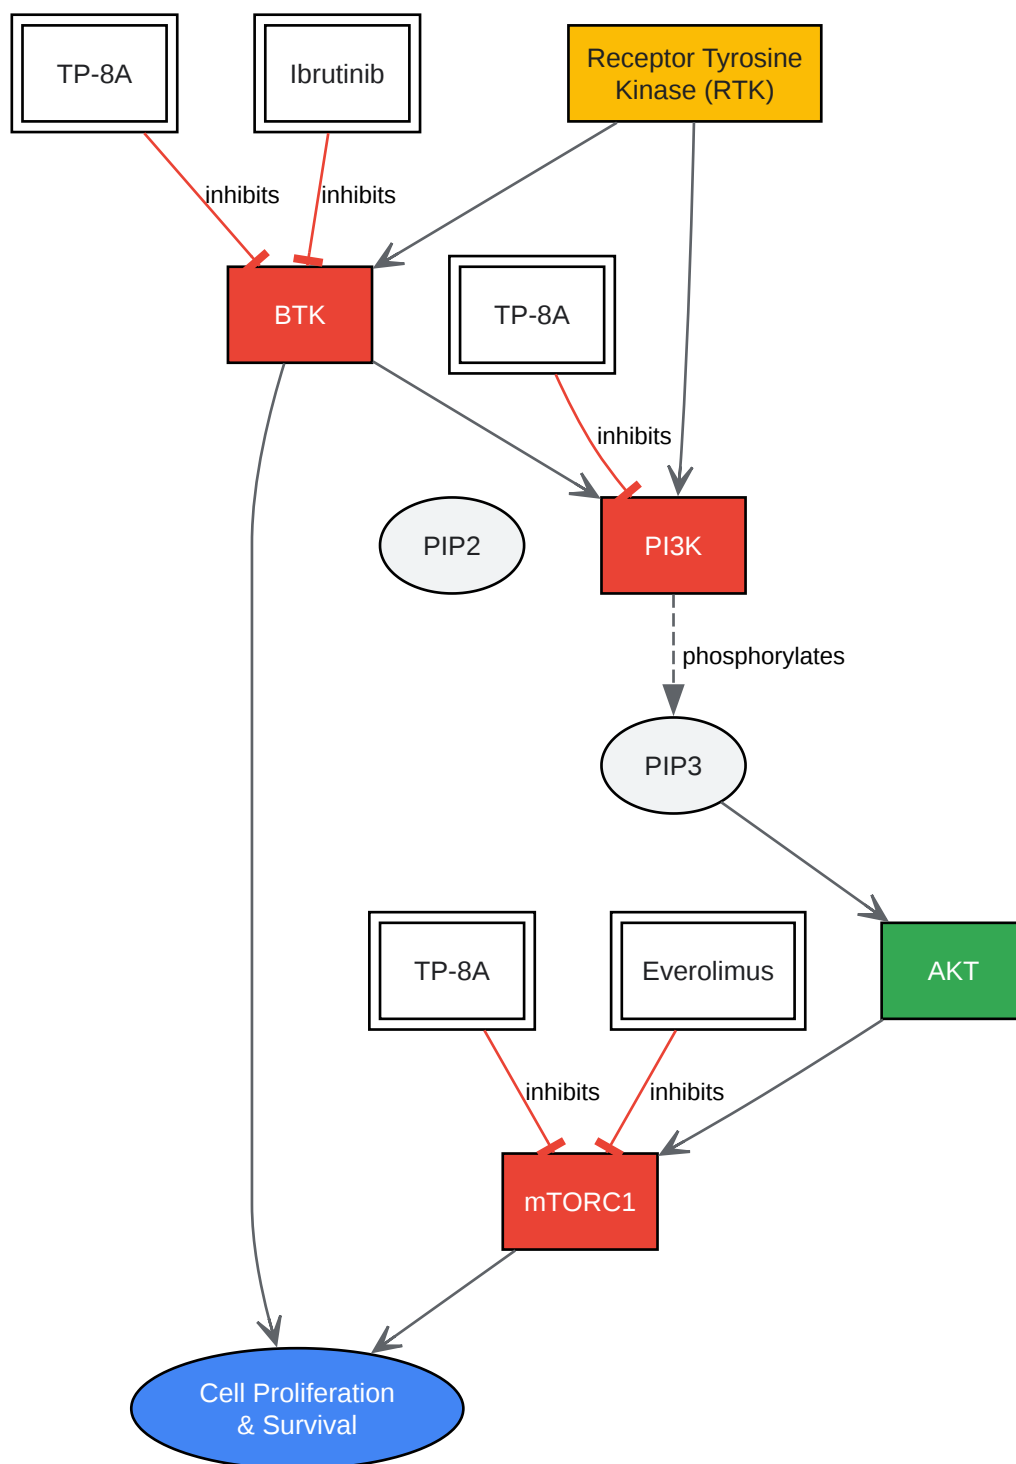 TP-8A
Ibrutinib
Receptor Tyrosine
Kinase (RTK)
inhibits
inhibits
BTK
TP-8A
inhibits
PIP2
PI3K
phosphorylates
PIP3
TP-8A
Everolimus
AKT
inhibits
inhibits
mTORC1
Cell Proliferation
& Survival